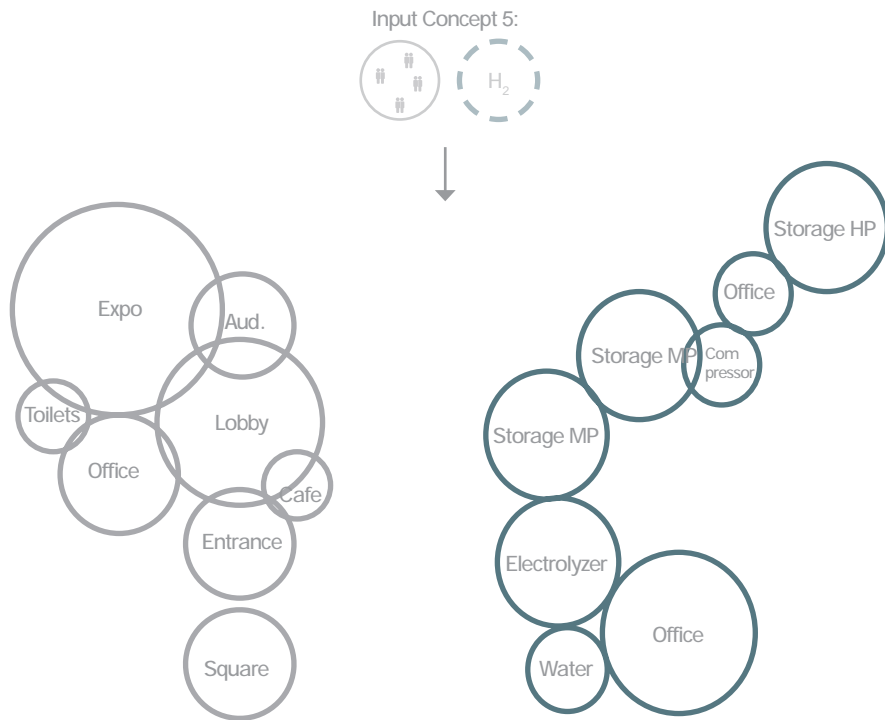 Input Concept 5:
H2
Storage HP
Office
Expo
Aud.
Storage MP
Com
pressor
Toilets
Lobby
Storage MP
Office
Cafe
Entrance
Electrolyzer
Office
Square
Water